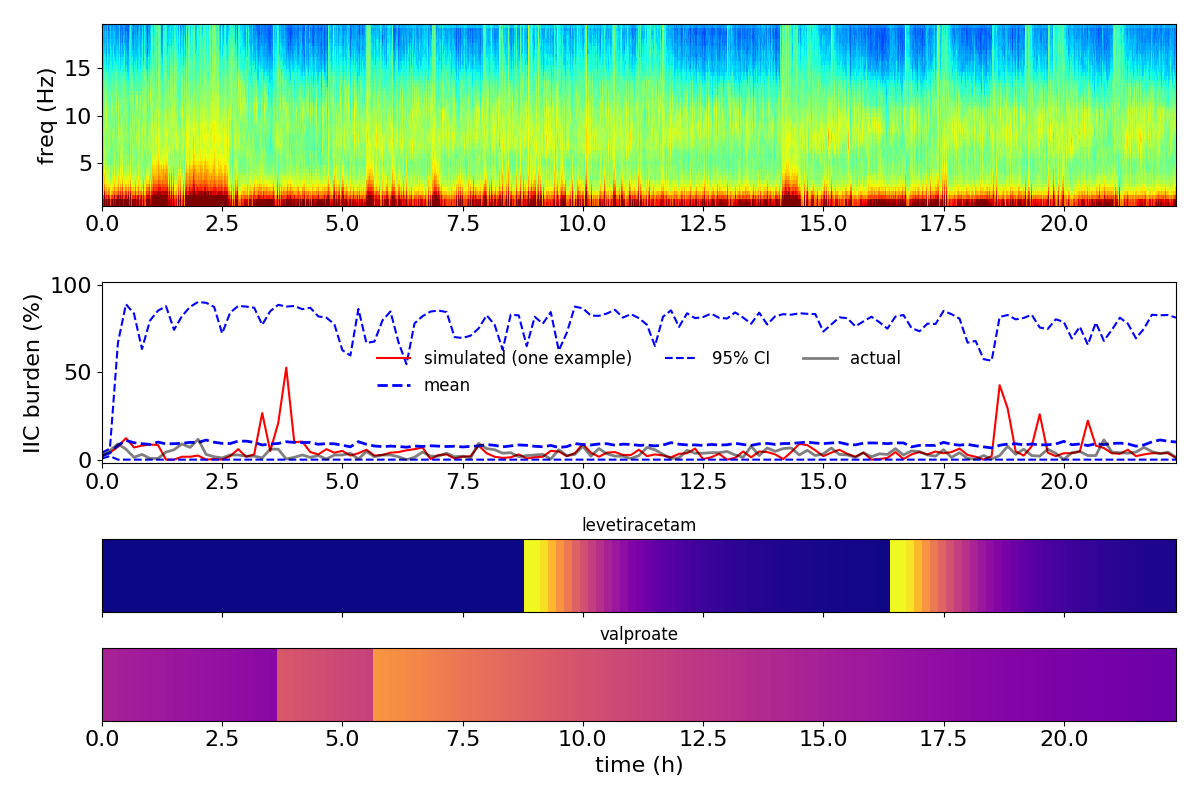 freq (Hz)
15
10
5
0.0 2.5 5.0 7.5 10.0 12.5 15.0 17.5 20.0
IIC burden (%)
100
50
0
simulated (one example) 95% CI actual
mean
0.0 2.5 5.0 7.5 10.0 12.5 15.0 17.5 20.0
levetiracetam
valproate
0.0 2.5 5.0 7.5 10.0 12.5 15.0 17.5 20.0
time (h)